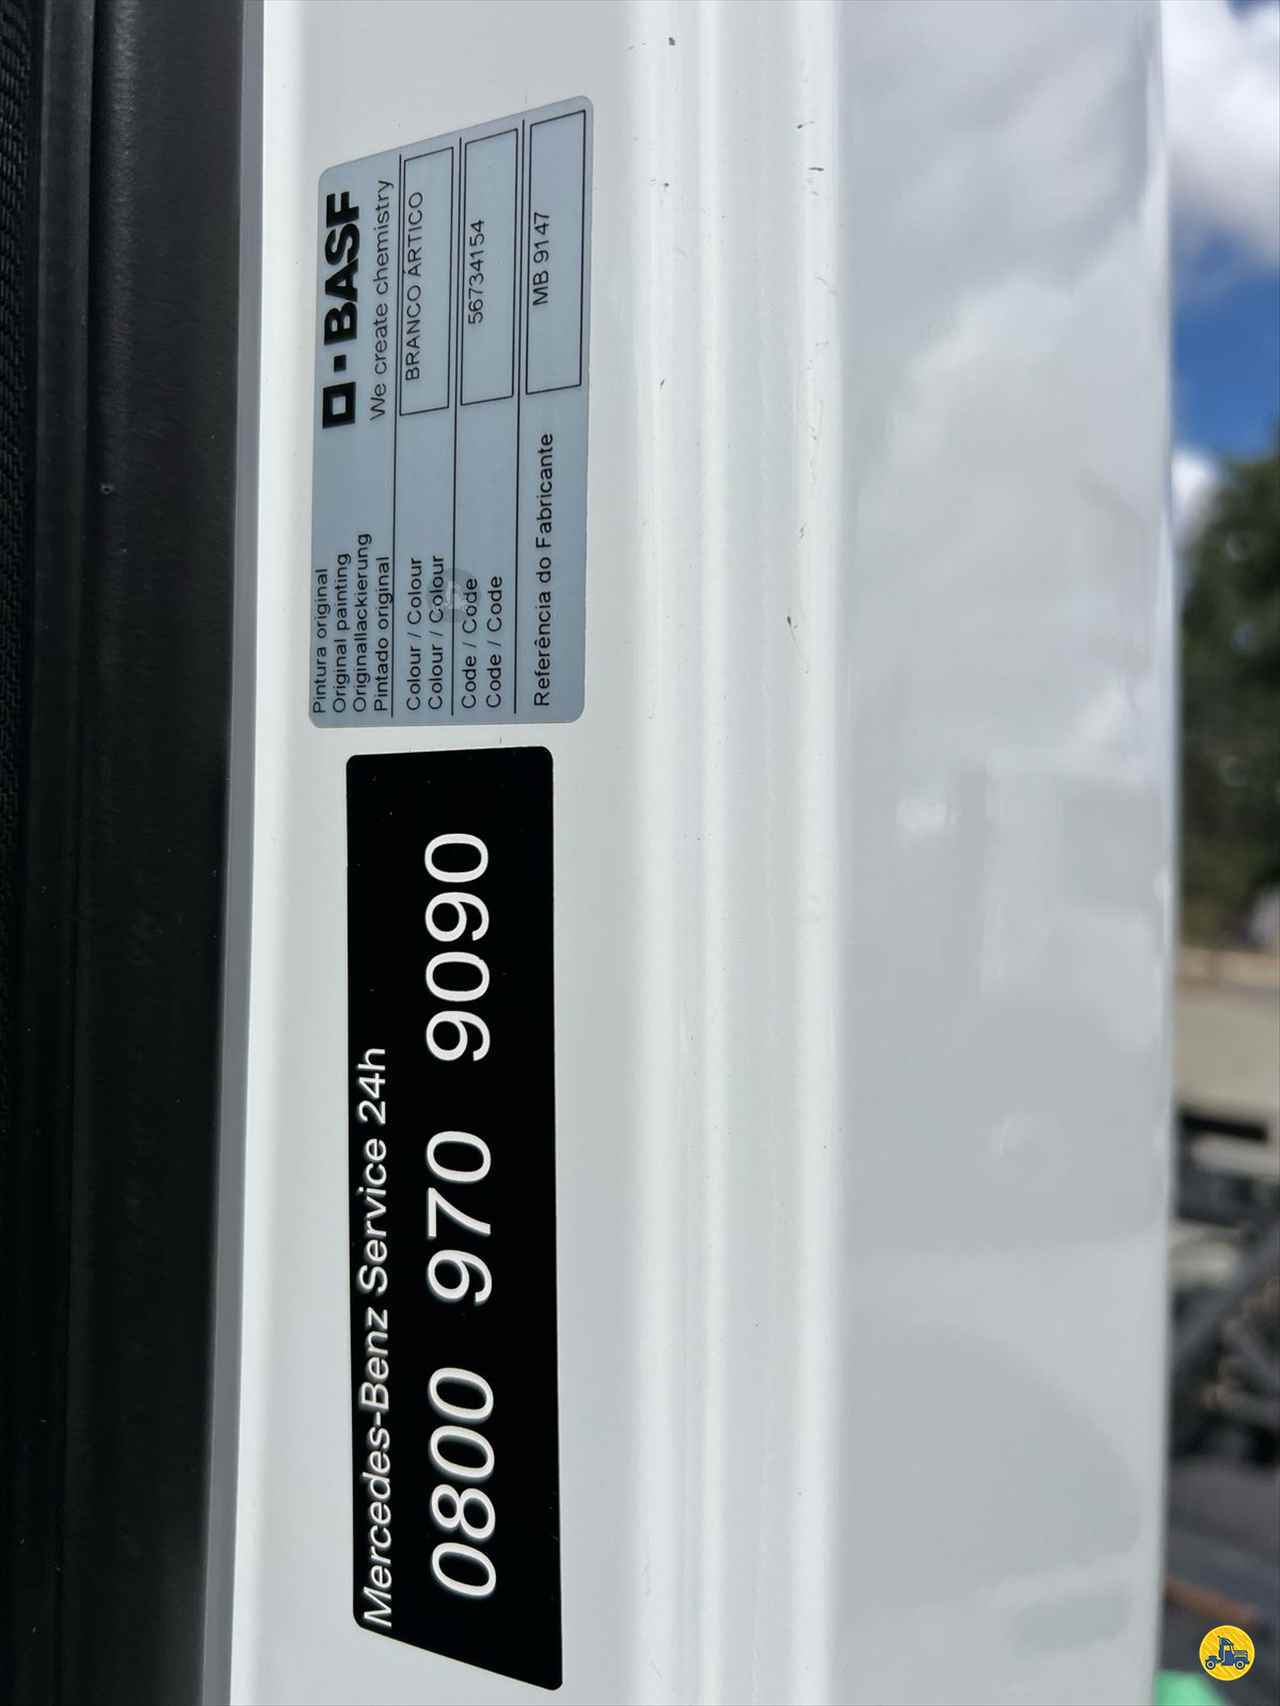 Pintura original
Original painting
Originallackierung
Pintado original
BASF
We create chemistry
Colour / Colour
Colour / Colour
BRANCO ÁRTICO
Code / Code
Code / Code
56734154
Referência do Fabricante
MB 9147
Mercedes-Benz Service 24h
0800 970 9090